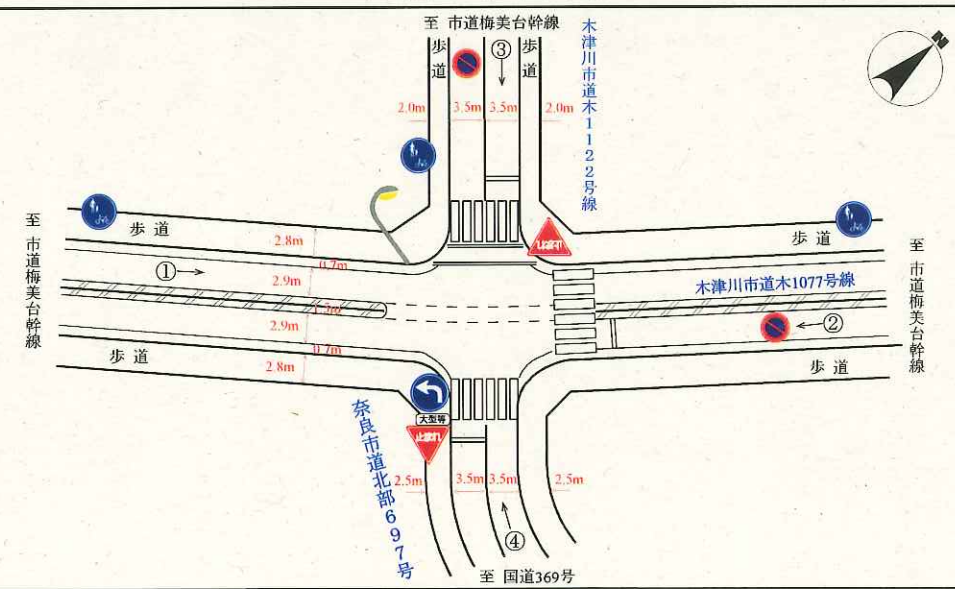 至 市道梅美台幹線
歩道
③
歩道
木津川市道木1122号線
N
2.0m
3.5m
3.5m
2.0m
止まれ
至 市道梅美台幹線
歩道
2.8m
0.7m
①
2.9m
2.9m
0.7m
2.8m
歩道
歩道
木津川市道木1077号線
②
歩道
至 市道梅美台幹線
大型等
止まれ
奈良市道北部697号
2.5m
3.5m
3.5m
2.5m
④
至 国道369号